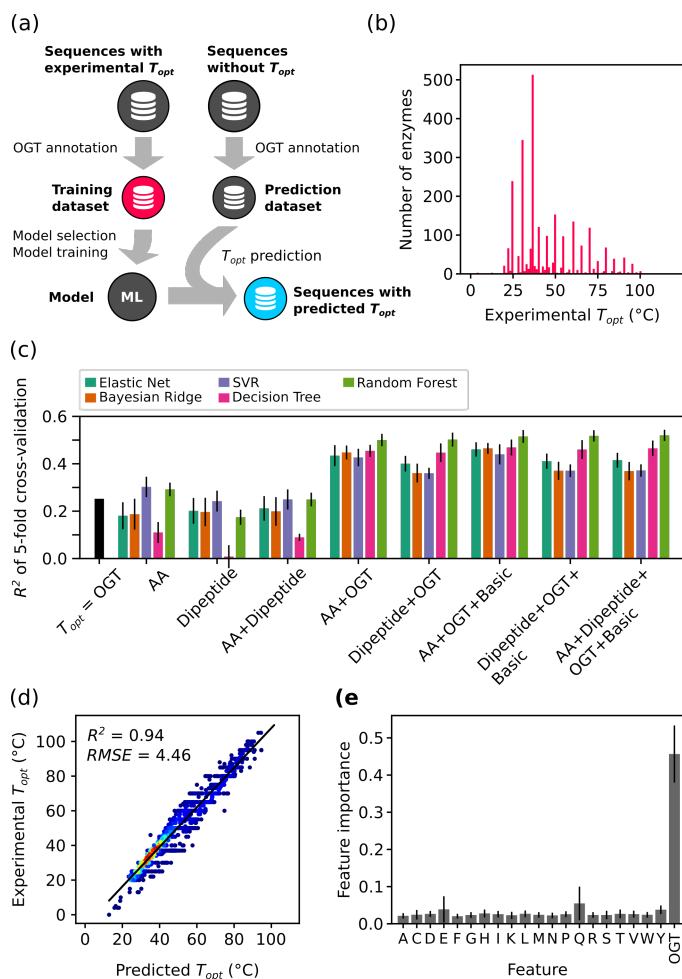 (a)
Sequences with
experimental Topt
Sequences
without Topt
OGT annotation
OGT annotation
Training
dataset
Prediction
dataset
Model selection
Model training
Topt prediction
Model
ML
Sequences with
predicted Topt
(b)
Number of enzymes
500
400
300
200
100
0
0
25
50
75
100
Experimental Topt (°C)
(c)
Elastic Net
Bayesian Ridge
SVR
Decision Tree
Random Forest
R² of 5-fold cross-validation
0.6
0.4
0.2
0.0
Topt = OGT
AA
Dipeptide
AA+Dipeptide
AA+OGT
Dipeptide+OGT
AA+OGT+Basic
Dipeptide+OGT+
Basic
AA+Dipeptide+
OGT+Basic
(d)
R² = 0.94
RMSE = 4.46
Experimental Topt (°C)
100
80
60
40
20
0
0
20
40
60
80
100
Predicted Topt (°C)
(e)
Feature importance
0.5
0.4
0.3
0.2
0.1
0.0
A C D E F G H I K L M N P Q R S T V W Y
OGT
Feature